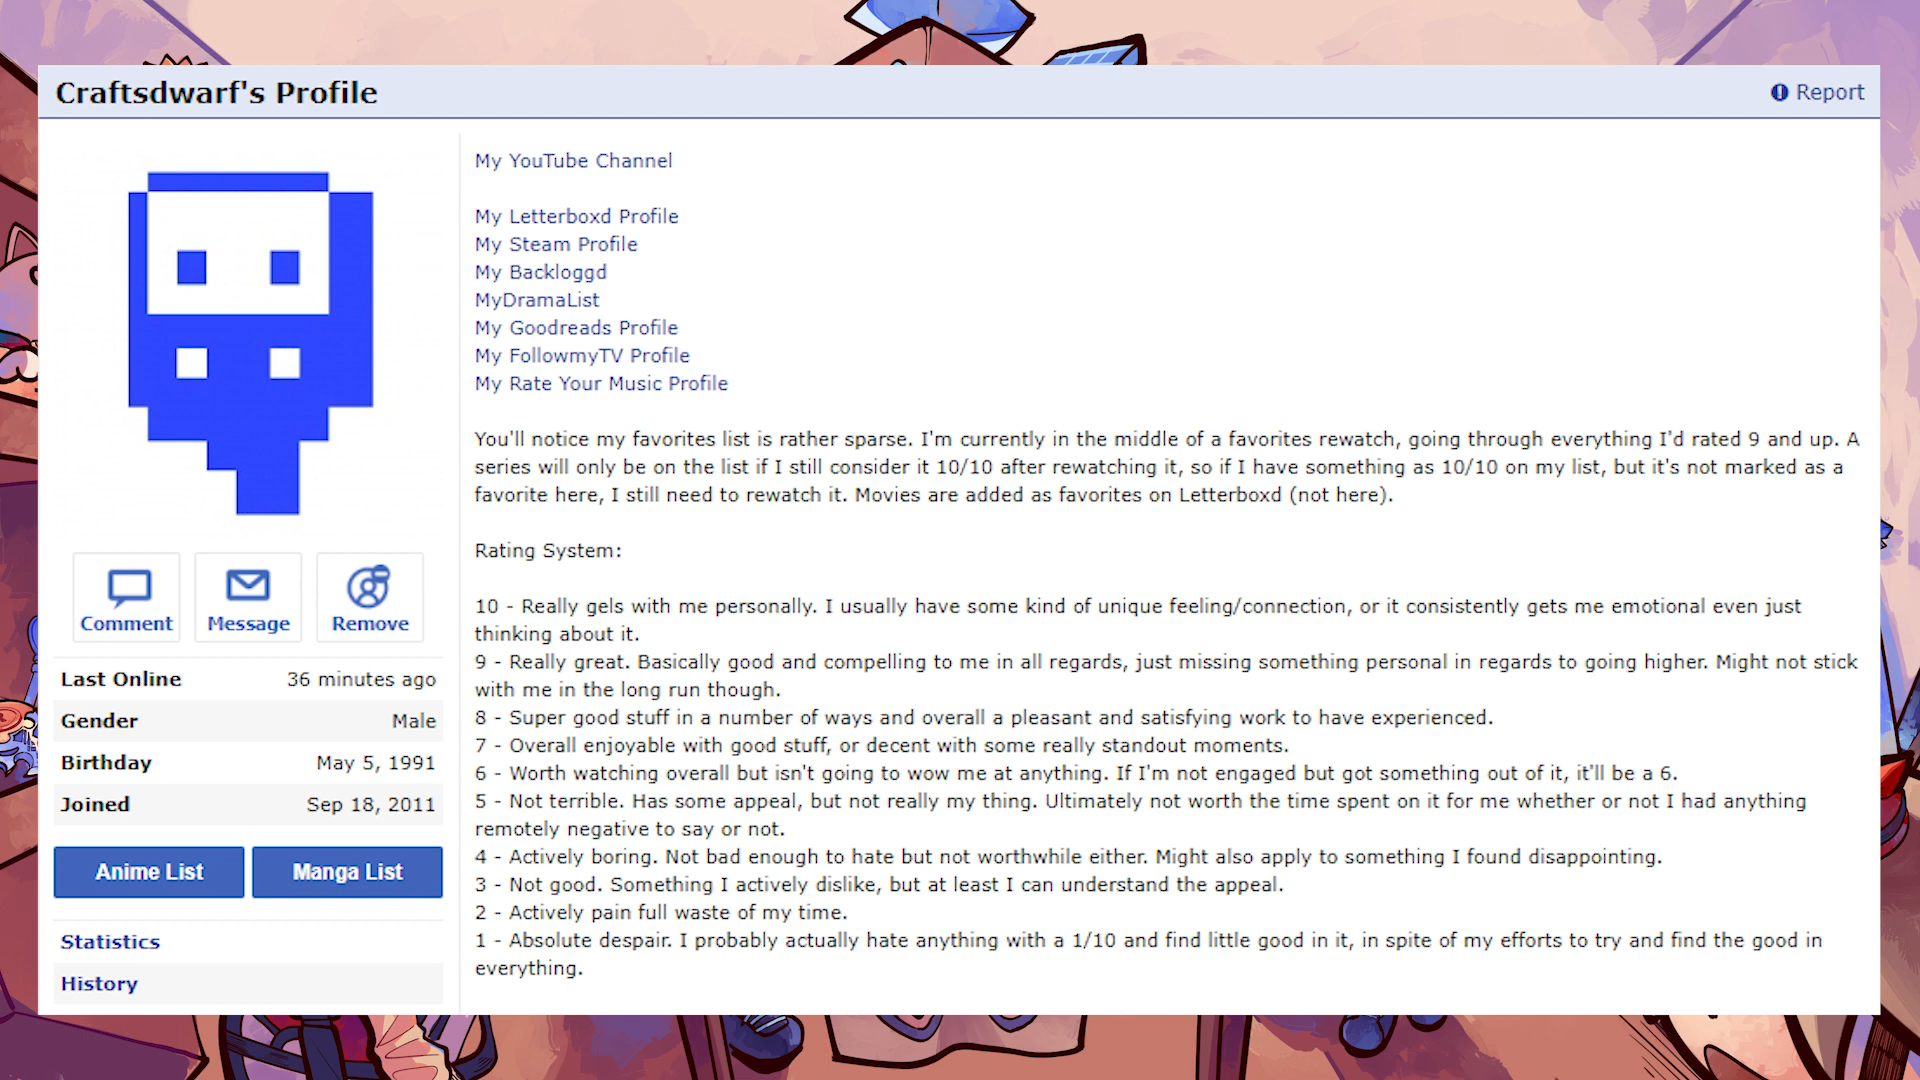 Craftsdwarf's Profile
Report
My YouTube Channel
My Letterboxd Profile
My Steam Profile
My Backloggd
MyDramaList
My Goodreads Profile
My FollowmyTV Profile
My Rate Your Music Profile
You'll notice my favorites list is rather sparse. I'm currently in the middle of a favorites rewatch, going through everything I'd rated 9 and up. A
series will only be on the list if I still consider it 10/10 after rewatching it, so if I have something as 10/10 on my list, but it's not marked as a
favorite here, I still need to rewatch it. Movies are added as favorites on Letterboxd (not here).
Rating System:
10 - Really gels with me personally. I usually have some kind of unique feeling/connection, or it consistently gets me emotional even just
thinking about it.
9 - Really great. Basically good and compelling to me in all regards, just missing something personal in regards to going higher. Might not stick
with me in the long run though.
8 - Super good stuff in a number of ways and overall a pleasant and satisfying work to have experienced.
7 - Overall enjoyable with good stuff, or decent with some really standout moments.
6 - Worth watching overall but isn't going to wow me at anything. If I'm not engaged but got something out of it, it'll be a 6.
5 - Not terrible. Has some appeal, but not really my thing. Ultimately not worth the time spent on it for me whether or not I had anything
remotely negative to say or not.
4 - Actively boring. Not bad enough to hate but not worthwhile either. Might also apply to something I found disappointing.
3 - Not good. Something I actively dislike, but at least I can understand the appeal.
2 - Actively pain full waste of my time.
1 - Absolute despair. I probably actually hate anything with a 1/10 and find little good in it, in spite of my efforts to try and find the good in
everything.
Comment
Message
Remove
Last Online 36 minutes ago
Gender Male
Birthday May 5, 1991
Joined Sep 18, 2011
Anime List
Manga List
Statistics
History